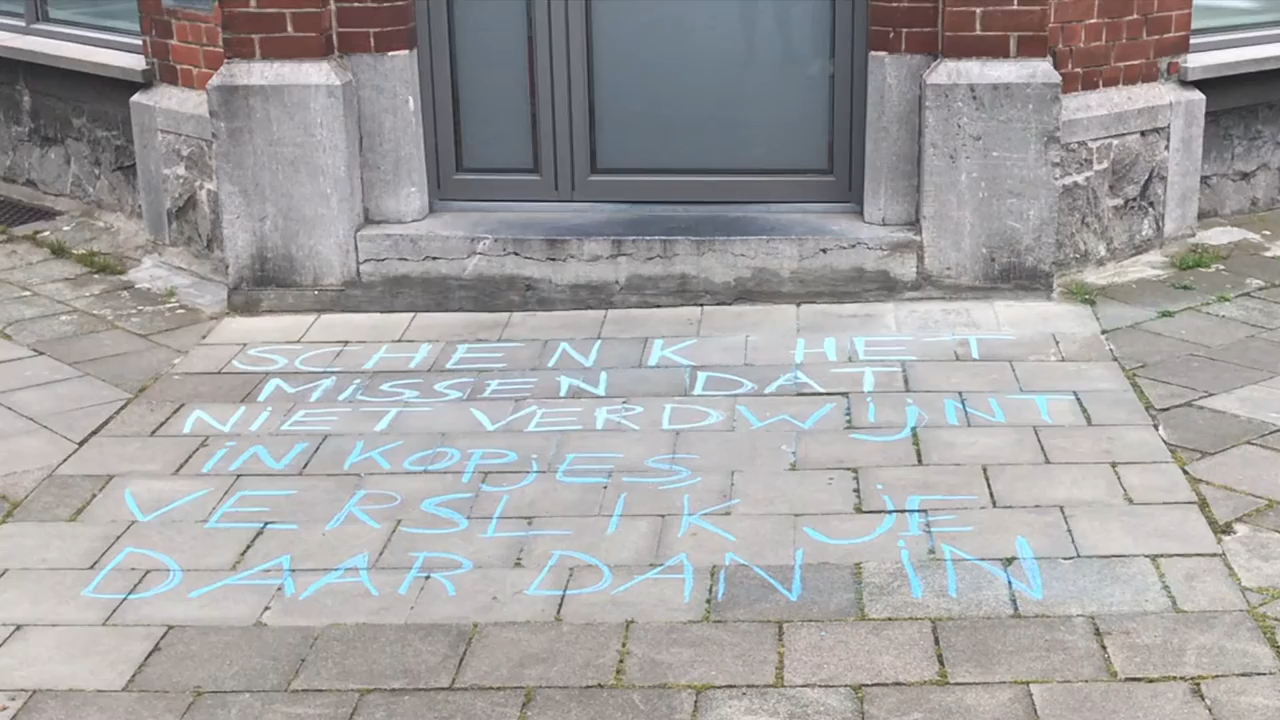 SCHENK HET
MiSSEN DAT
NiET VERDWijNT
iN KOPjES,
VERSLIK jE
DAAR DAN iN